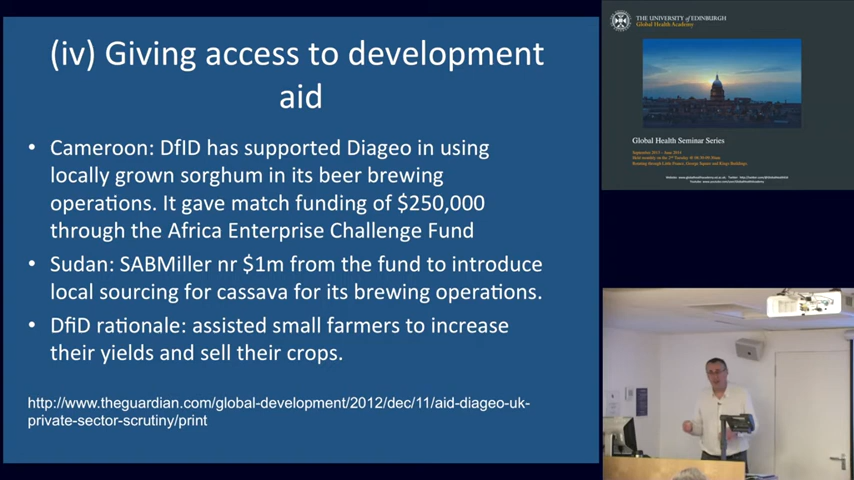 (iv) Giving access to development
aid
• Cameroon: DfID has supported Diageo in using
locally grown sorghum in its beer brewing
operations. It gave match funding of $250,000
through the Africa Enterprise Challenge Fund
• Sudan: SABMiller nr $1m from the fund to introduce
local sourcing for cassava for its brewing operations.
• DfiD rationale: assisted small farmers to increase
their yields and sell their crops.
http://www.theguardian.com/global-development/2012/dec/11/aid-diageo-uk-
private-sector-scrutiny/print
THE UNIVERSITY of EDINBURGH
Global Health Academy
Global Health Seminar Series